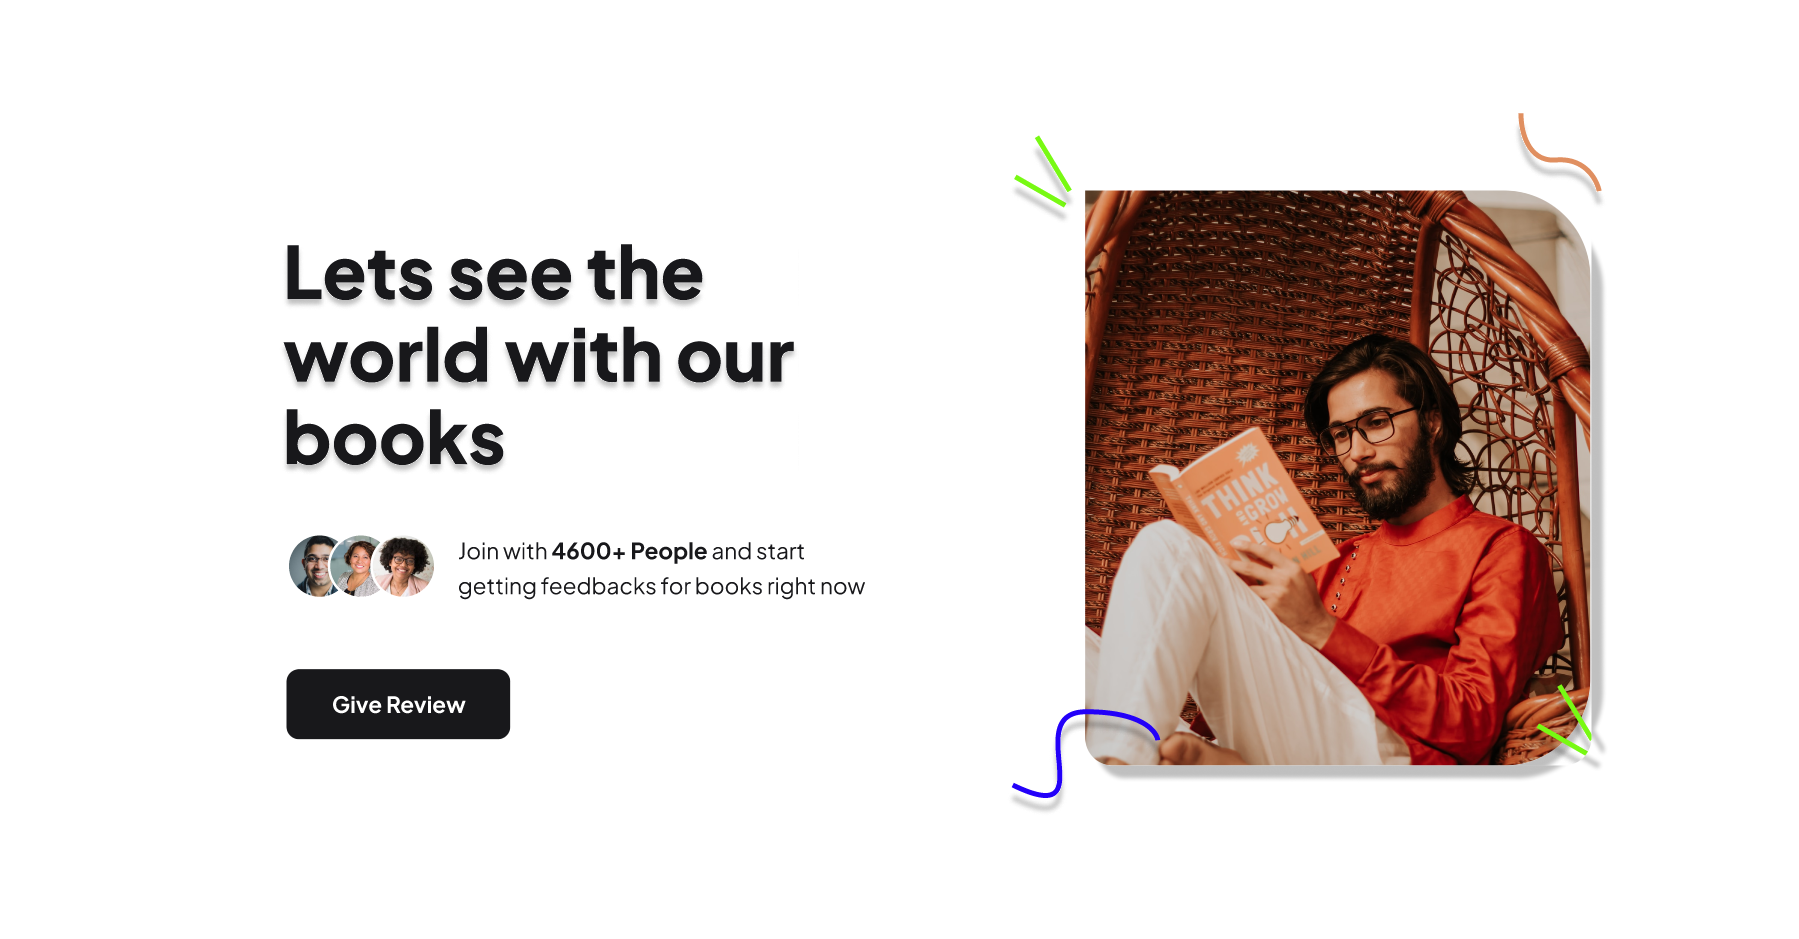 Lets see the
world with our
books
Join with 4600+ People and start
getting feedbacks for books right now
Give Review
THINK
GROW